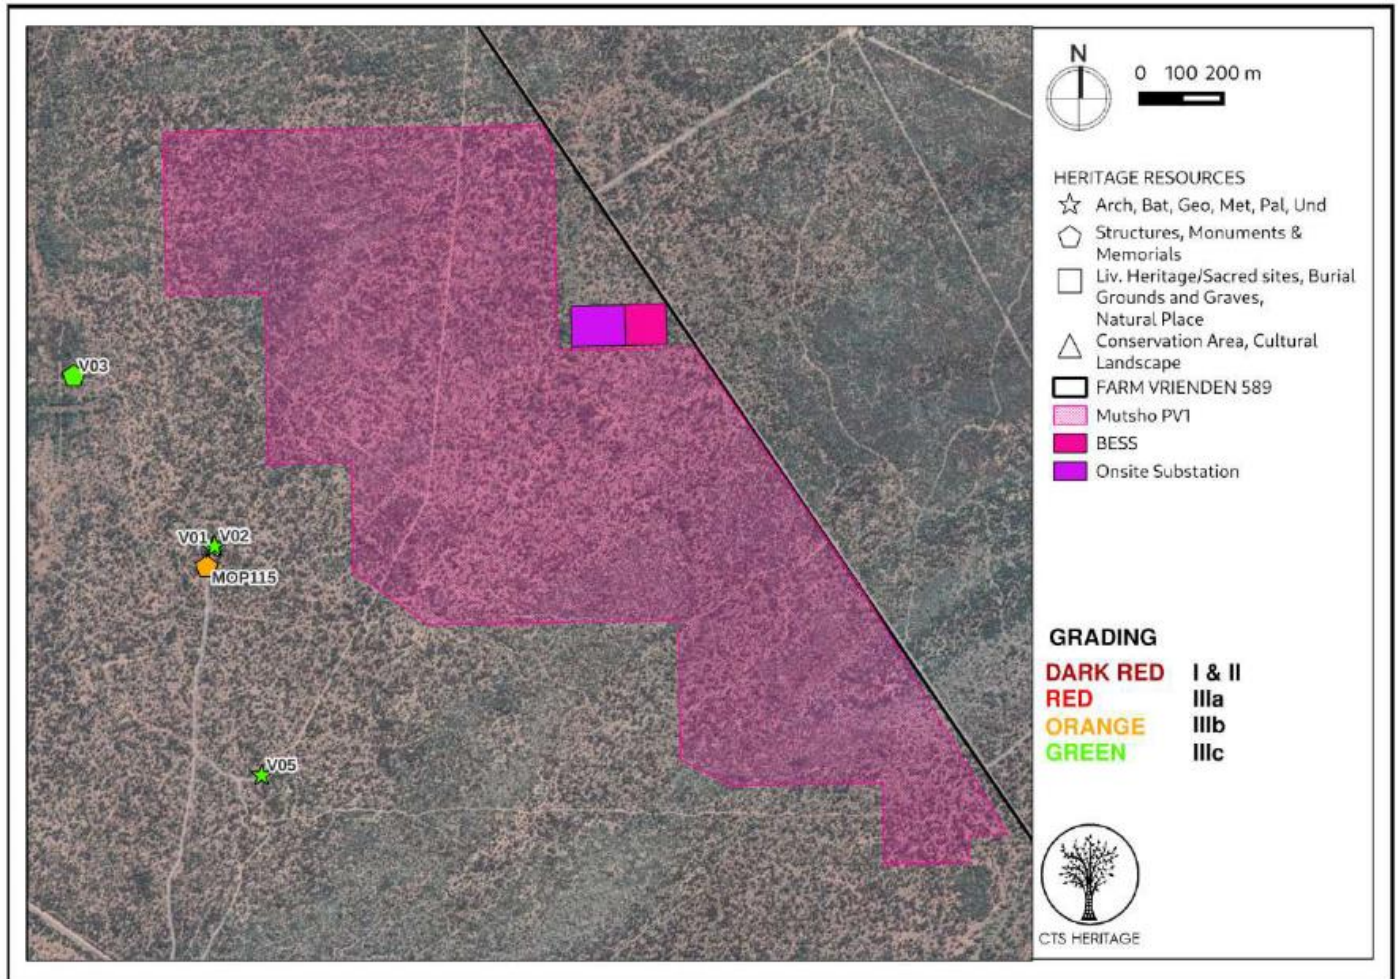 N
0 100 200 m
HERITAGE RESOURCES
Arch, Bat, Geo, Met, Pal, Und
Structures, Monuments &
Memorials
Liv. Heritage/Sacred sites, Burial
Grounds and Graves,
Natural Place
Conservation Area, Cultural
Landscape
FARM VRIENDEN 589
Mutsho PV1
BESS
Onsite Substation
V03
V01 V02
MOP115
V05
GRADING
DARK RED I & II
RED IIIa
ORANGE IIIb
GREEN IIIc
CTS HERITAGE